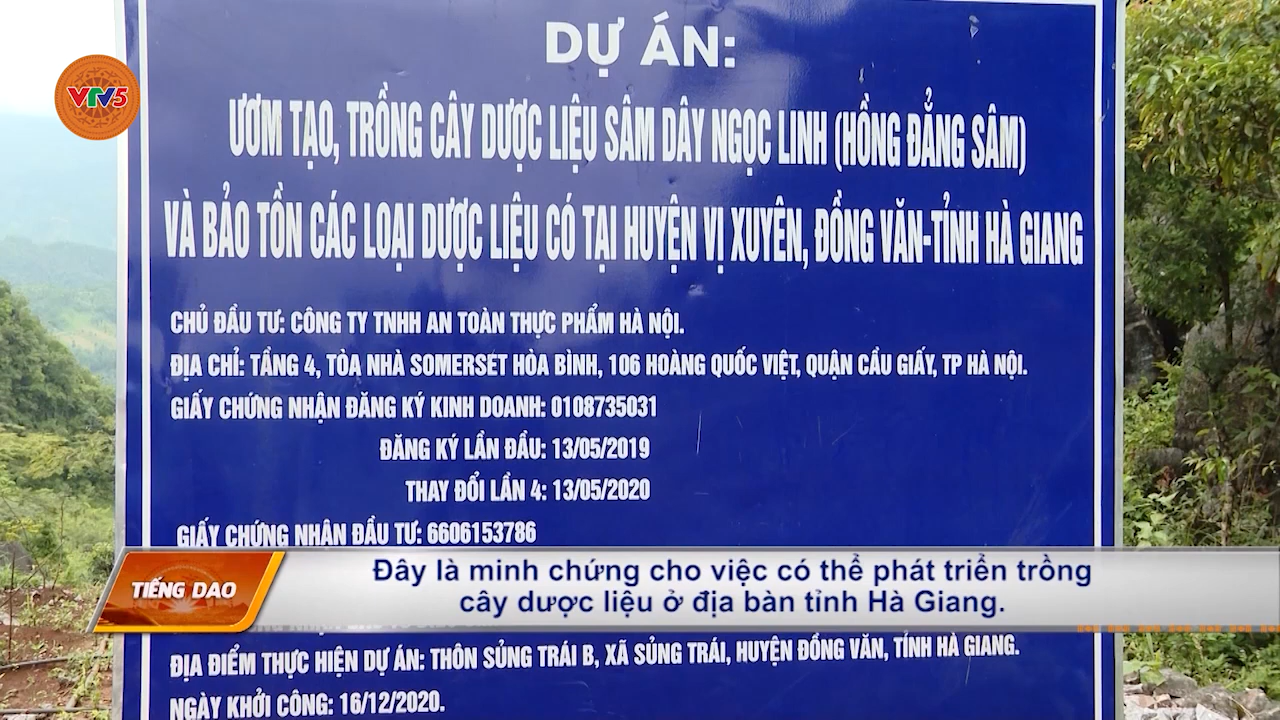 VTV5
DỰ ÁN:
ƯƠM TẠO, TRỒNG CÂY DƯỢC LIỆU SÂM DÂY NGỌC LINH (HỒNG ĐẲNG SÂM)
VÀ BẢO TỒN CÁC LOẠI DƯỢC LIỆU CÓ TẠI HUYỆN VỊ XUYÊN, ĐỒNG VĂN-TỈNH HÀ GIANG
CHỦ ĐẦU TƯ: CÔNG TY TNHH AN TOÀN THỰC PHẨM HÀ NỘI.
ĐỊA CHỈ: TẦNG 4, TÒA NHÀ SOMERSET HÒA BÌNH, 106 HOÀNG QUỐC VIỆT, QUẬN CẦU GIẤY, TP HÀ NỘI.
GIẤY CHỨNG NHẬN ĐĂNG KÝ KINH DOANH: 0108735031
ĐĂNG KÝ LẦN ĐẦU: 13/05/2019
THAY ĐỔI LẦN 4: 13/05/2020
GIẤY CHỨNG NHẬN ĐẦU TƯ: 6606153786
TIẾNG DAO
Đây là minh chứng cho việc có thể phát triển trồng
cây dược liệu ở địa bàn tỉnh Hà Giang.
ĐỊA ĐIỂM THỰC HIỆN DỰ ÁN: THÔN SỦNG TRÁI B, XÃ SỦNG TRÁI, HUYỆN ĐỒNG VĂN, TỈNH HÀ GIANG.
NGÀY KHỞI CÔNG: 16/12/2020.